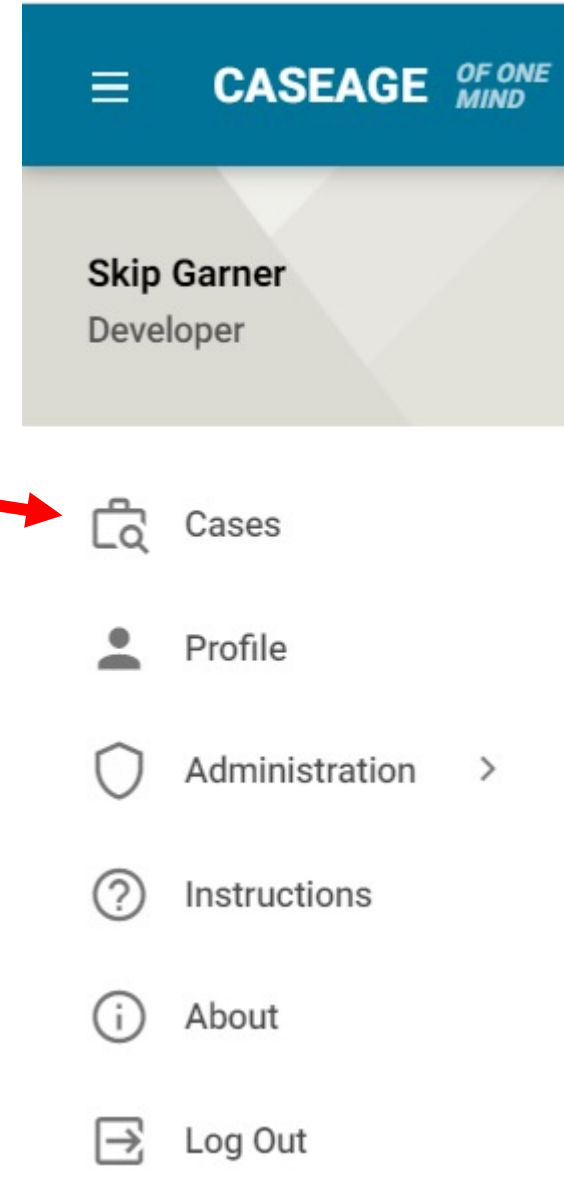 CASEAGE OF ONE
MIND
Skip Garner
Developer
Cases
Profile
Administration
Instructions
About
Log Out